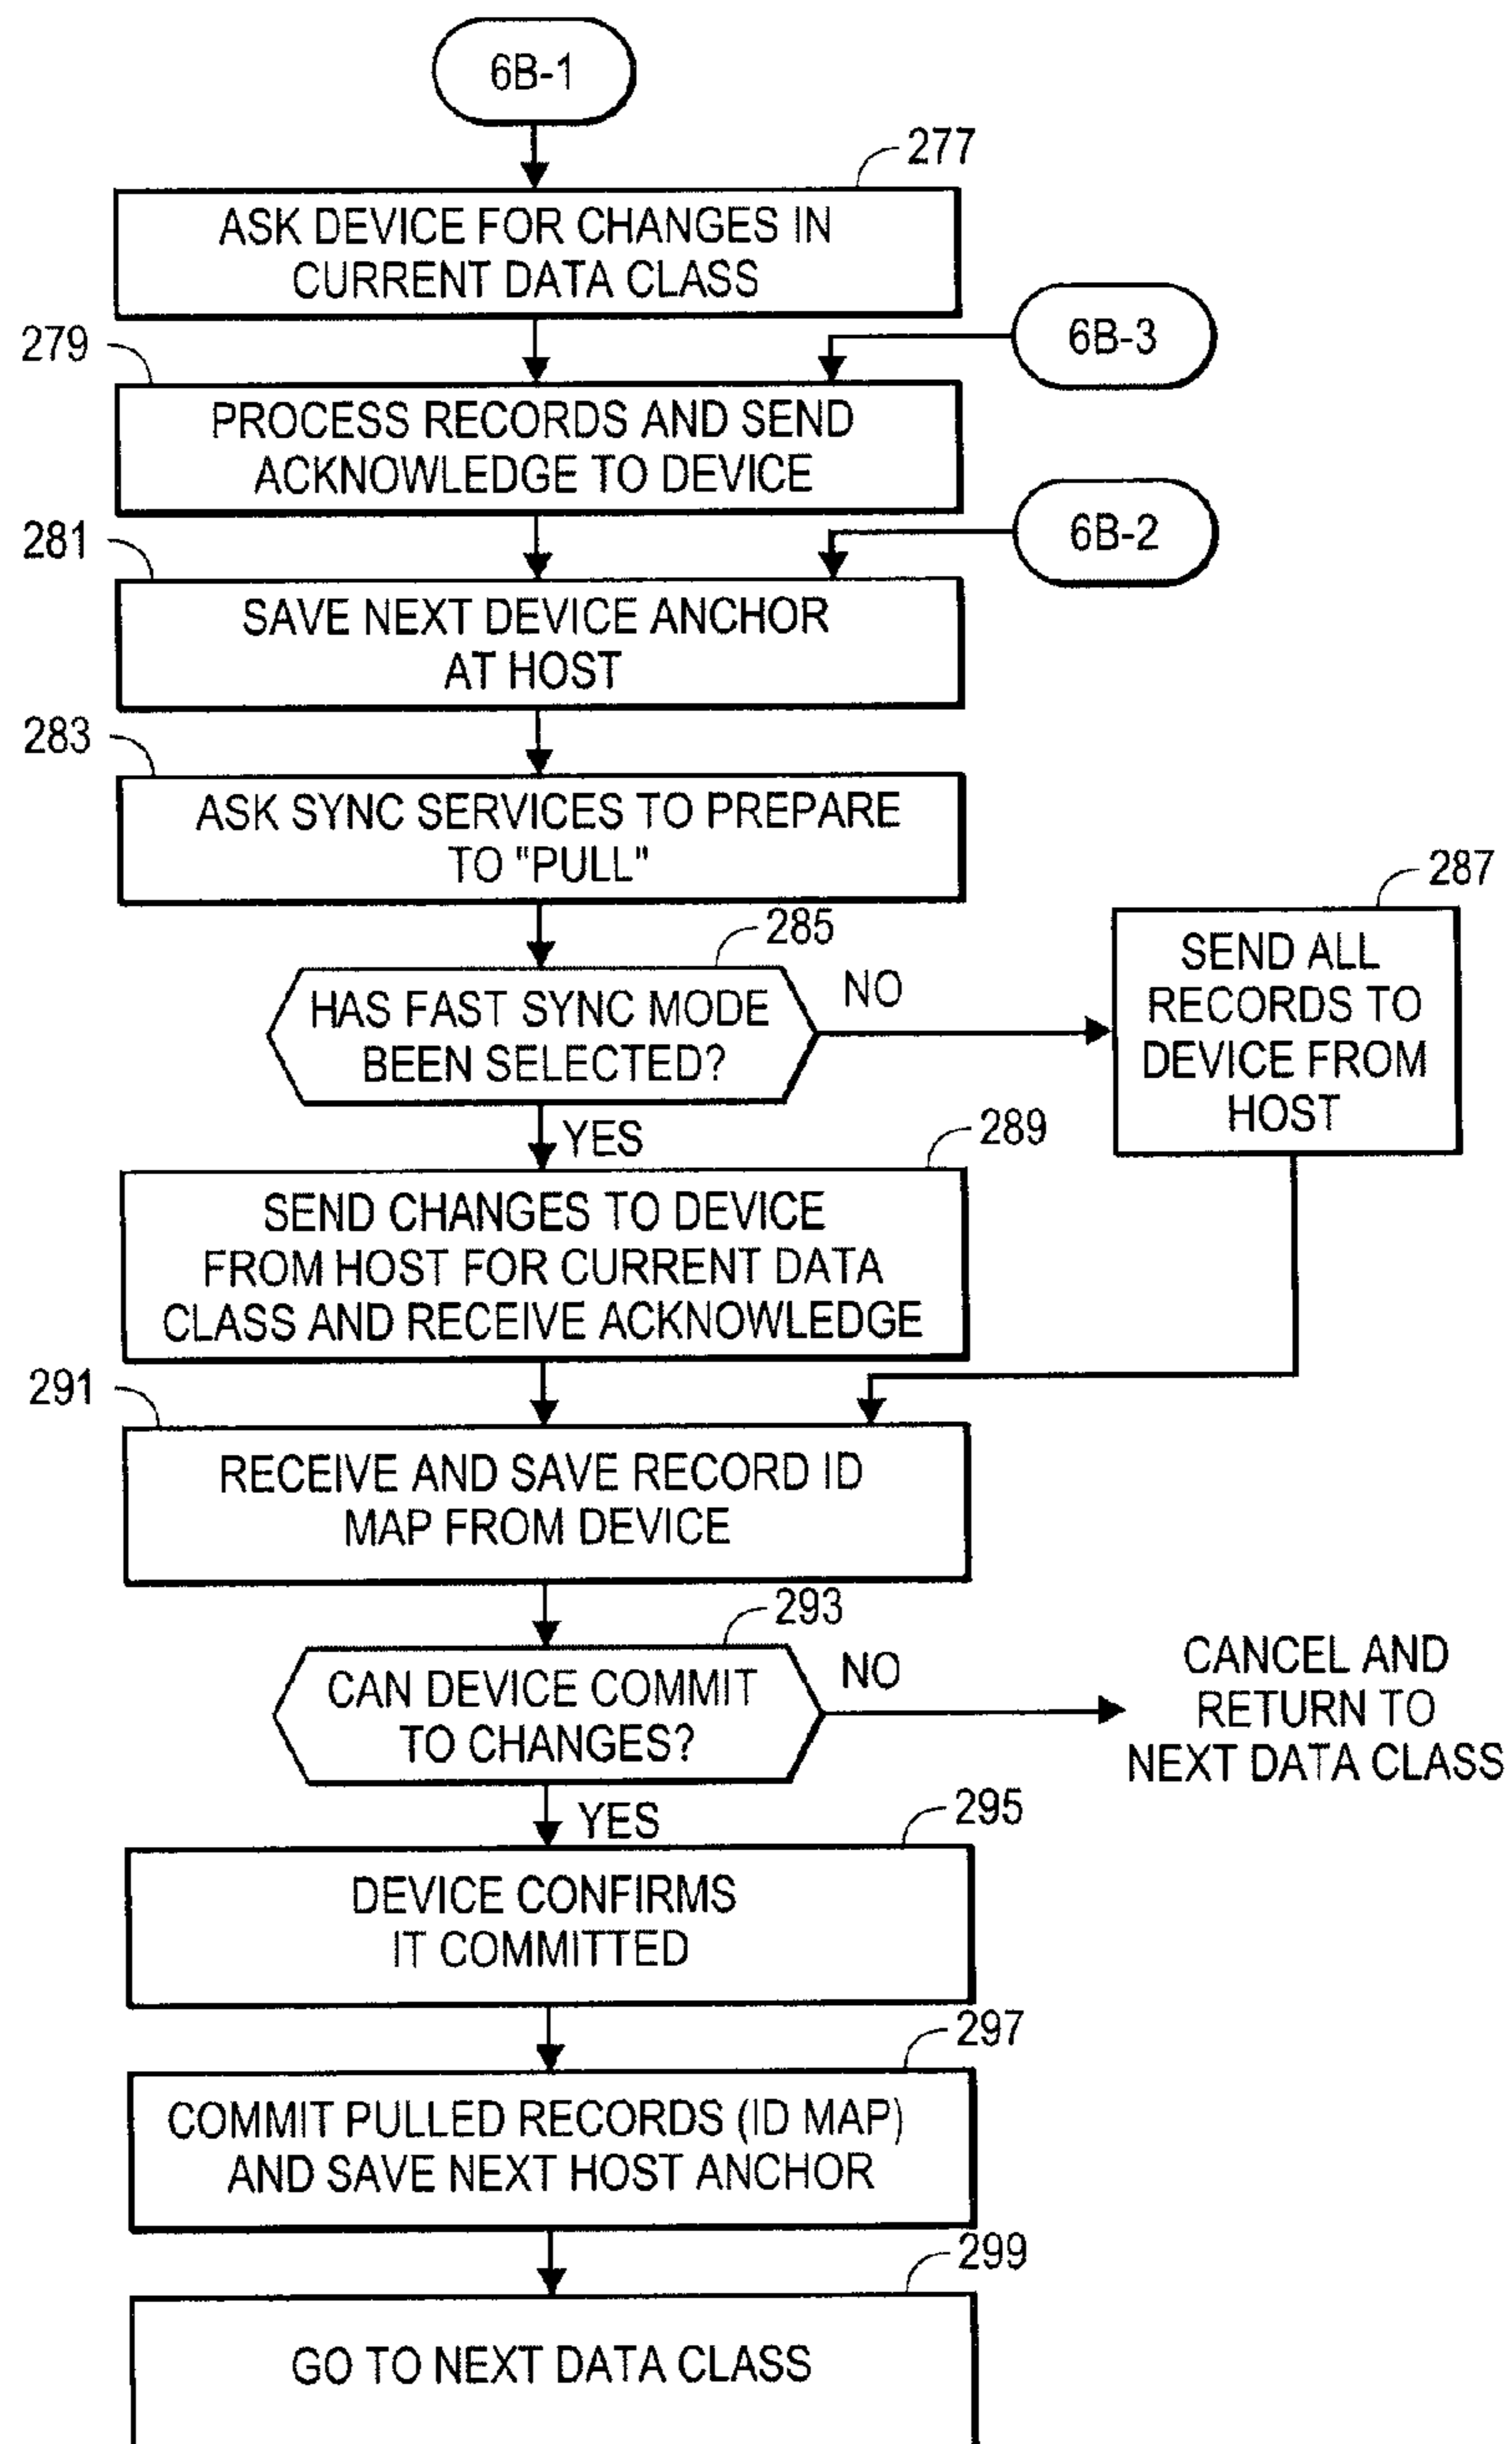 6B-1
277
ASK DEVICE FOR CHANGES IN
CURRENT DATA CLASS
6B-3
279
PROCESS RECORDS AND SEND
ACKNOWLEDGE TO DEVICE
6B-2
281
SAVE NEXT DEVICE ANCHOR
AT HOST
283
ASK SYNC SERVICES TO PREPARE
TO "PULL"
285
HAS FAST SYNC MODE
BEEN SELECTED?
NO
287
SEND ALL
RECORDS TO
DEVICE FROM
HOST
YES
289
SEND CHANGES TO DEVICE
FROM HOST FOR CURRENT DATA
CLASS AND RECEIVE ACKNOWLEDGE
291
RECEIVE AND SAVE RECORD ID
MAP FROM DEVICE
293
CAN DEVICE COMMIT
TO CHANGES?
NO
CANCEL AND
RETURN TO
NEXT DATA CLASS
YES
295
DEVICE CONFIRMS
IT COMMITTED
297
COMMIT PULLED RECORDS (ID MAP)
AND SAVE NEXT HOST ANCHOR
299
GO TO NEXT DATA CLASS